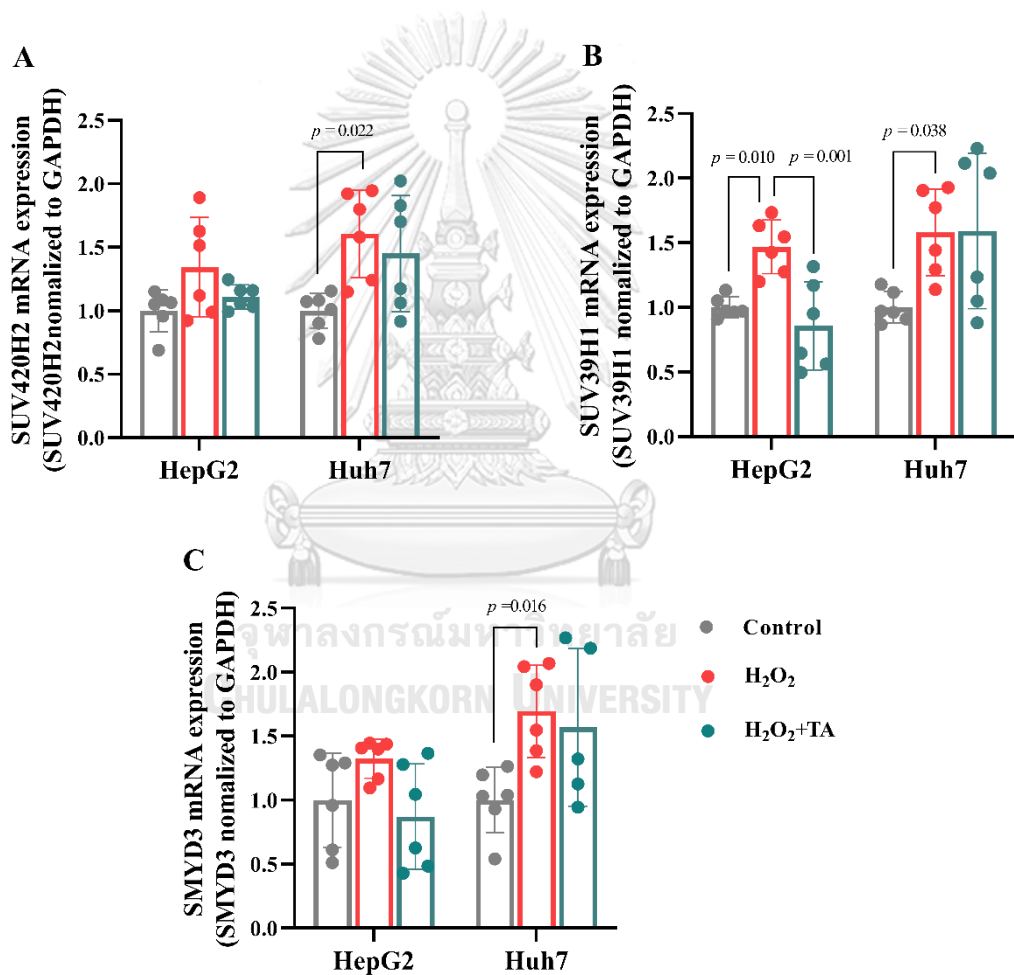 A
SUV420H2 mRNA expression
(SUV420H2nomalized to GAPDH)
2.5
2.0
1.5
1.0
0.5
0.0
p = 0.022
HepG2
Huh7
B
SUV39H1 mRNA expression
(SUV39H1 nomalized to GAPDH)
2.5
2.0
1.5
1.0
0.5
0.0
p = 0.010
p = 0.001
p = 0.038
HepG2
Huh7
C
SMYD3 mRNA expression
(SMYD3 nomalized to GAPDH)
2.5
2.0
1.5
1.0
0.5
0.0
p =0.016
HepG2
Huh7
Control
H₂O₂
H₂O₂+TA
จุฬาลงกรณ์มหาวิทยาลัย
CHULALONGKORN UNIVERSITY